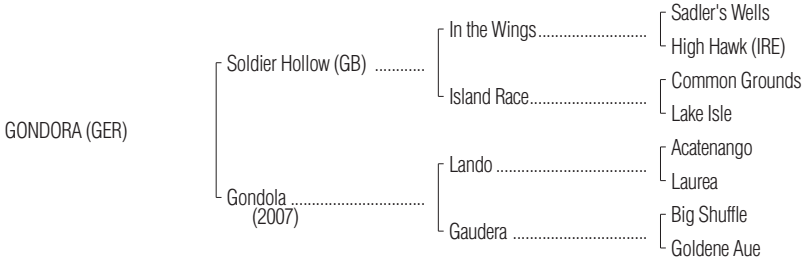 Sadler's Wells
In the Wings
High Hawk (IRE)
Soldier Hollow (GB)
Common Grounds
Island Race
Lake Isle
GONDORA (GER)
Acatenango
Lando
Laurea
Gondola
(2007)
Big Shuffle
Gaudera
Goldene Aue